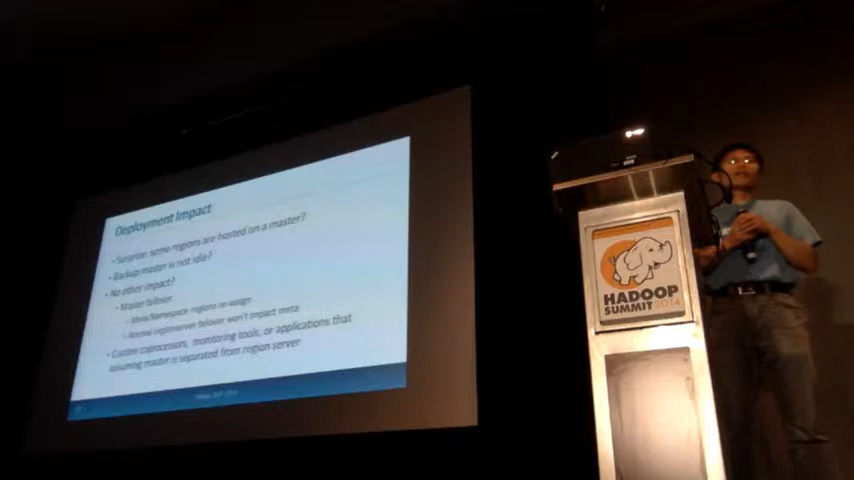 Deployment Impact
Surprise: some regions are hosted on a master?
Backup master is not idle?
No other impact?
Master failover
Meta/Namespace regions re-assign
Normal regionserver failover won't impact meta
Custom coprocessors, monitoring tools, or applications that
assuming master is separated from region server
HADOOP
SUMMIT 2014